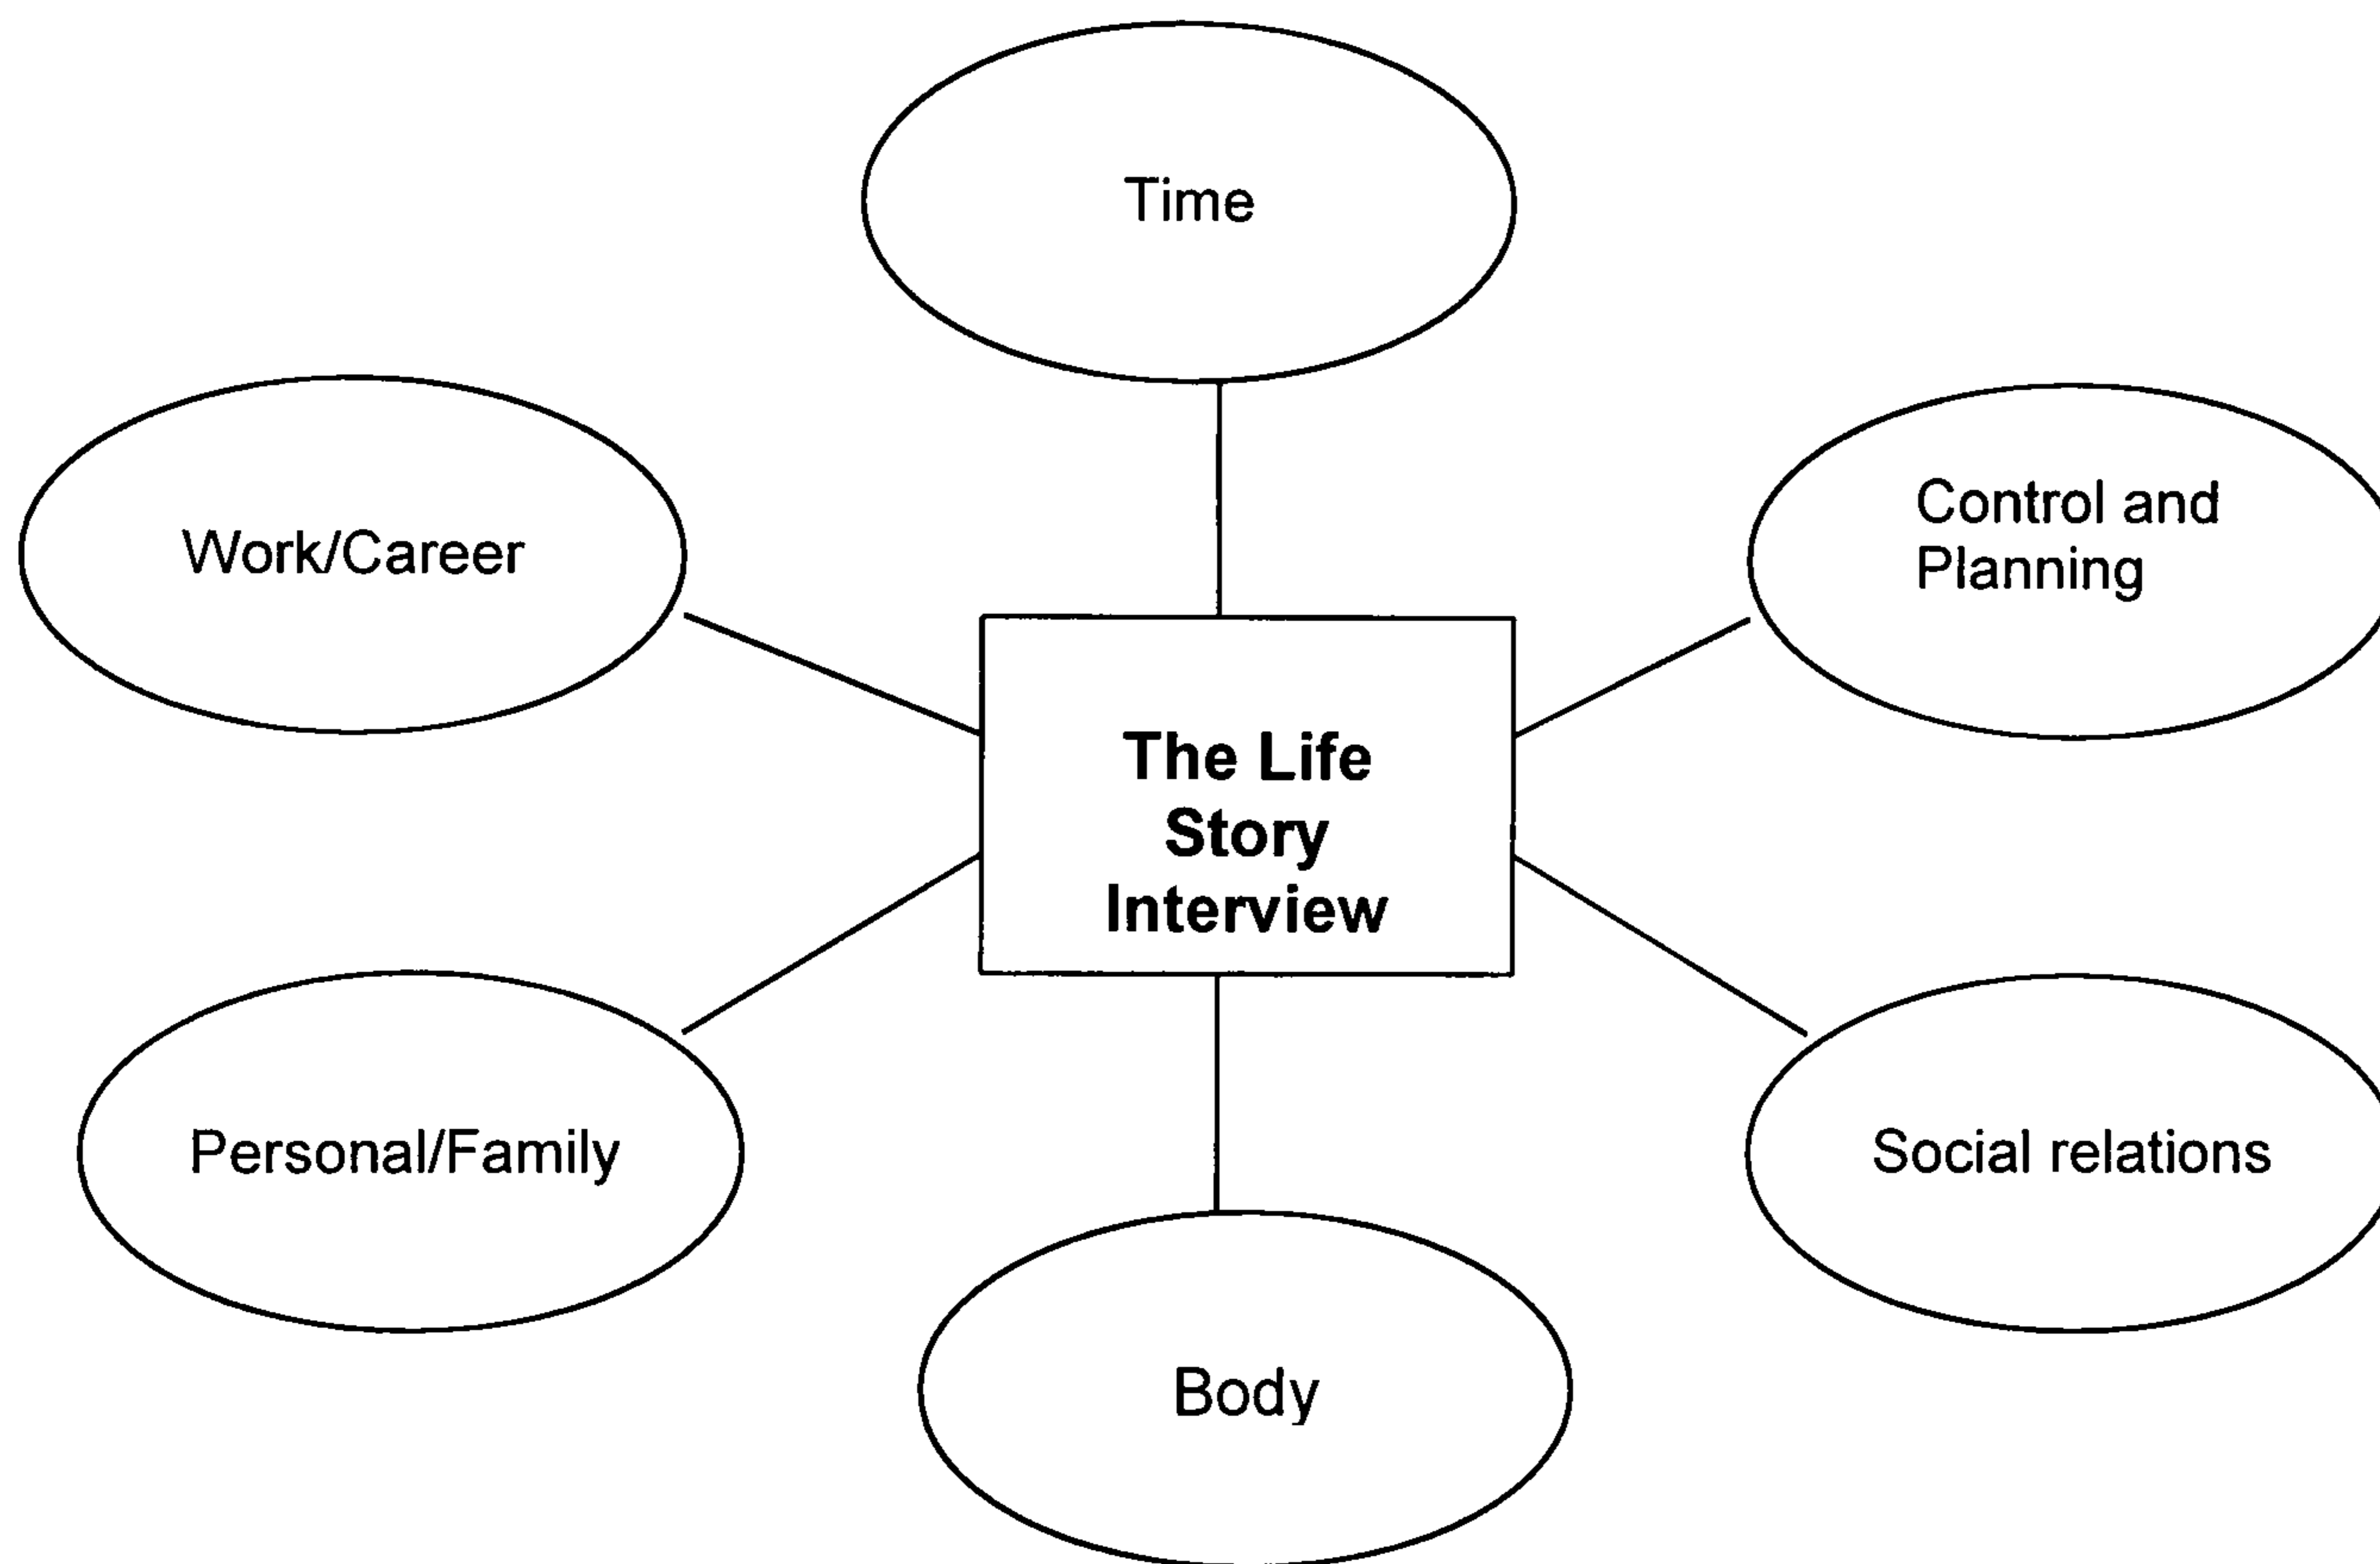 Time
Work/Career
Control and
Planning
The Life
Story
Interview
Personal/Family
Social relations
Body